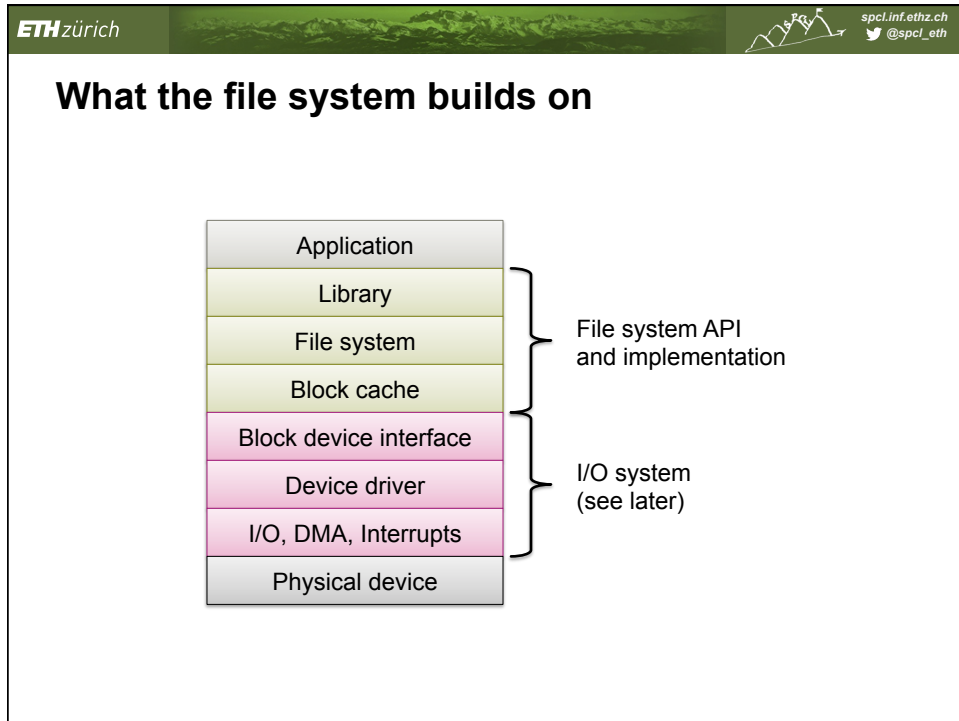 ETH zürich
spcl.inf.ethz.ch
@spcl_eth
What the file system builds on
Application
Library
File system
Block cache
Block device interface
Device driver
I/O, DMA, Interrupts
Physical device
File system API
and implementation
I/O system
(see later)